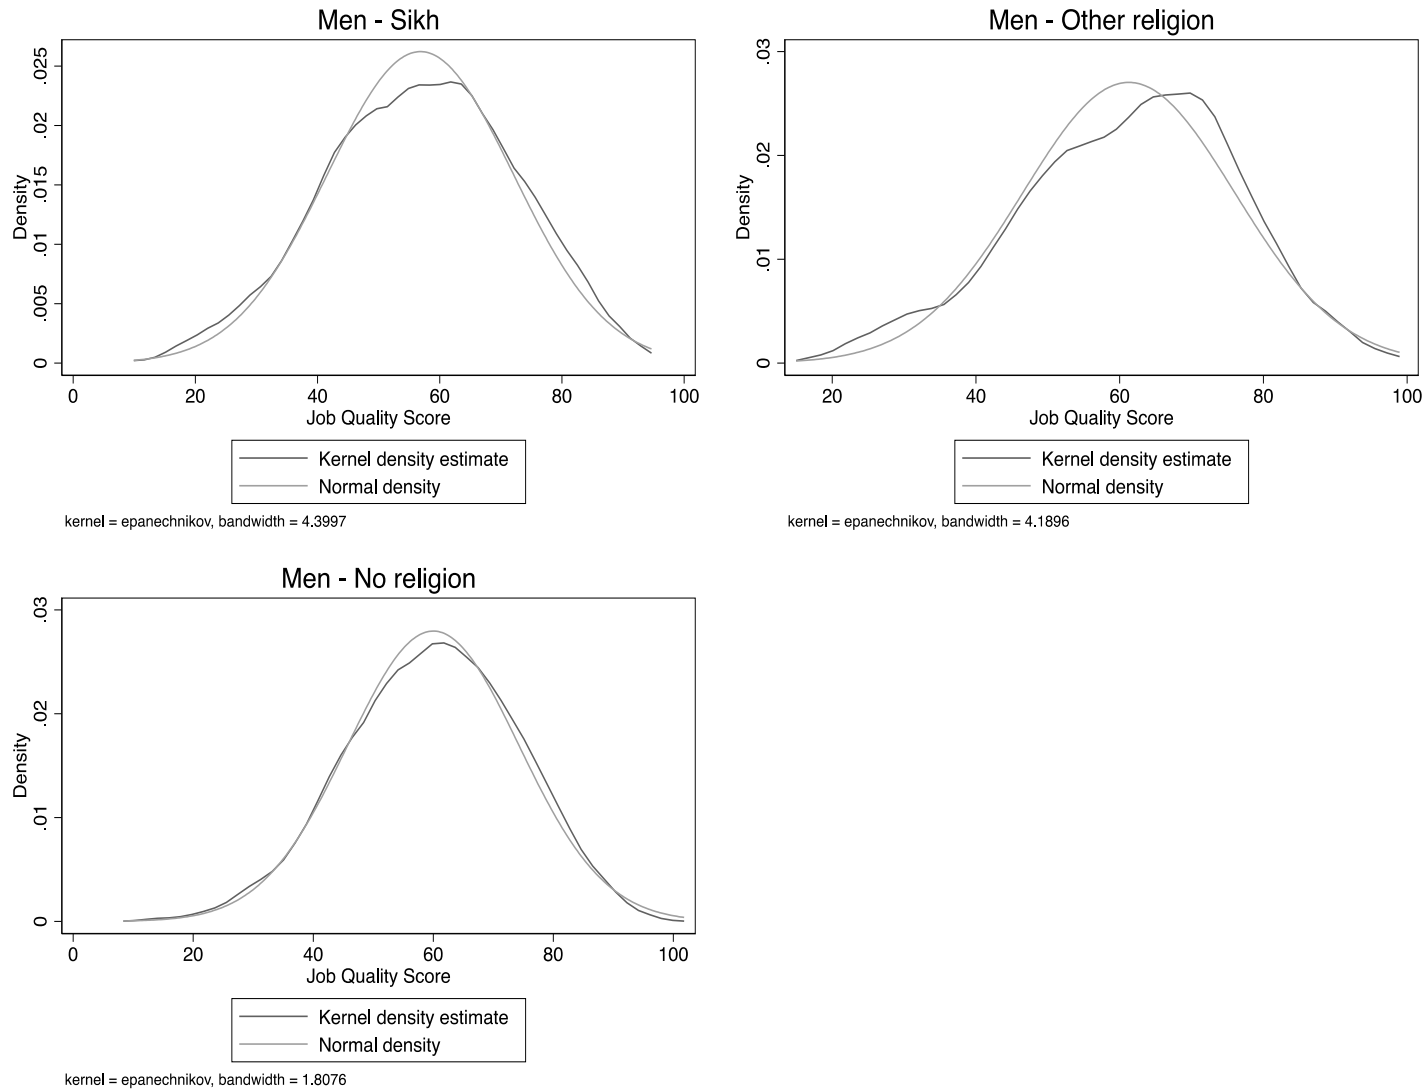 Men - Sikh
.025
.02
.015
.01
.005
0
Density
0 20 40 60 80 100
Job Quality Score
Kernel density estimate
Normal density
kernel = epanechnikov, bandwidth = 4.3997
Men - Other religion
.03
.02
.01
0
Density
20 40 60 80 100
Job Quality Score
Kernel density estimate
Normal density
kernel = epanechnikov, bandwidth = 4.1896
Men - No religion
.03
.02
.01
0
Density
0 20 40 60 80 100
Job Quality Score
Kernel density estimate
Normal density
kernel = epanechnikov, bandwidth = 1.8076